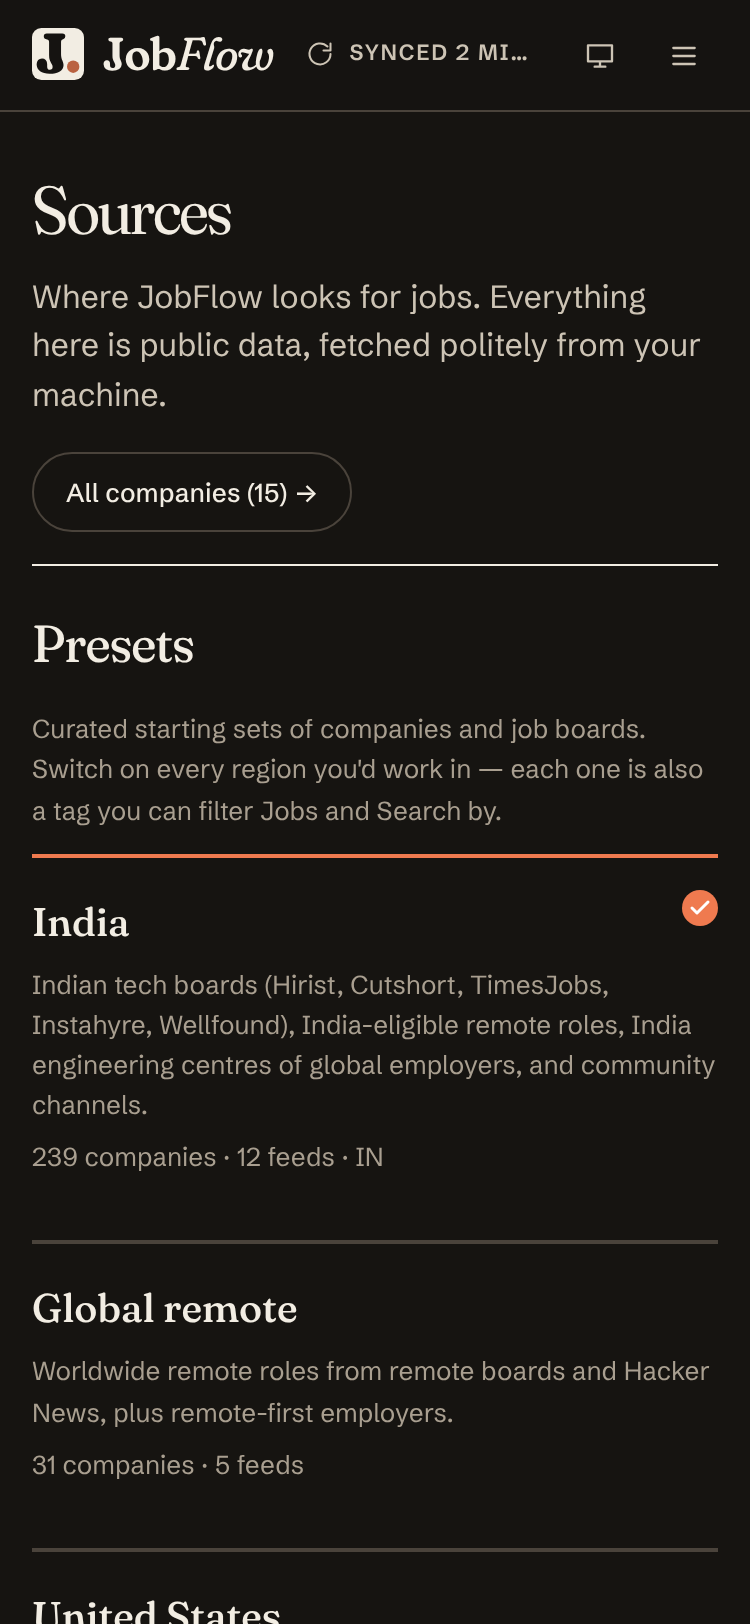 J. JobFlow SYNCED 2 MI...
Sources
Where JobFlow looks for jobs. Everything
here is public data, fetched politely from your
machine.
All companies (15) →
Presets
Curated starting sets of companies and job boards.
Switch on every region you'd work in — each one is also
a tag you can filter Jobs and Search by.
India
Indian tech boards (Hirist, Cutshort, TimesJobs,
Instahyre, Wellfound), India-eligible remote roles, India
engineering centres of global employers, and community
channels.
239 companies · 12 feeds · IN
Global remote
Worldwide remote roles from remote boards and Hacker
News, plus remote-first employers.
31 companies · 5 feeds
United States